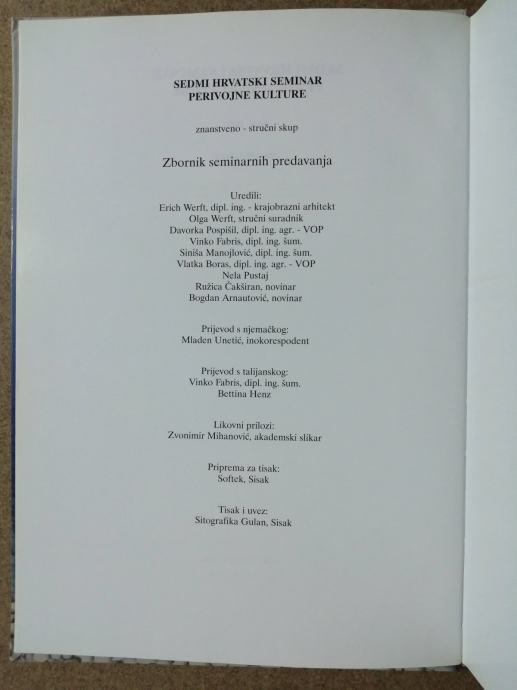 SEDMI HRVATSKI SEMINAR
PERIVOJNE KULTURE
znanstveno - stručni skup
Zbornik seminarnih predavanja
Uredili:
Erich Werft, dipl. ing. - krajobrazni arhitekt
Olga Werft, stručni suradnik
Davorka Pospišil, dipl. ing. agr. - VOP
Vinko Fabris, dipl. ing. šum.
Siniša Manojlović, dipl. ing. šum.
Vlatka Boras, dipl. ing. agr. - VOP
Nela Pustaj
Ružica Čakširan, novinar
Bogdan Arnautović, novinar
Prijevod s njemačkog:
Mladen Unetić, inokorespodent
Prijevod s talijanskog:
Vinko Fabris, dipl. ing. šum.
Bettina Henz
Likovni prilozi:
Zvonimir Mihanović, akademski slikar
Priprema za tisak:
Softek, Sisak
Tisak i uvez:
Sitografika Gulan, Sisak